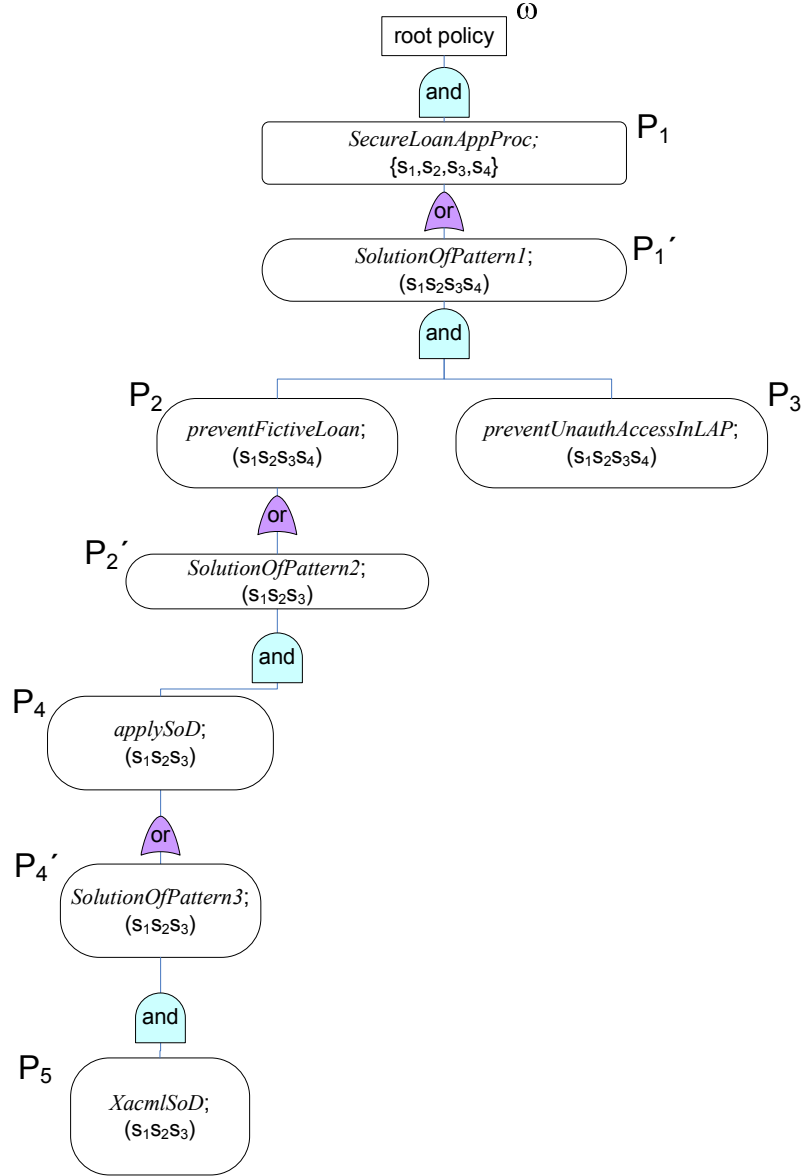 ω
root policy
and
P₁
SecureLoanAppProc;
{s₁,s₂,s₃,s₄}
or
P₁´
SolutionOfPattern1;
(s₁s₂s₃s₄)
and
P₂
preventFictiveLoan;
(s₁s₂s₃s₄)
P₃
preventUnauthAccessInLAP;
(s₁s₂s₃s₄)
or
P₂´
SolutionOfPattern2;
(s₁s₂s₃)
and
P₄
applySoD;
(s₁s₂s₃)
or
P₄´
SolutionOfPattern3;
(s₁s₂s₃)
and
P₅
XacmlSoD;
(s₁s₂s₃)